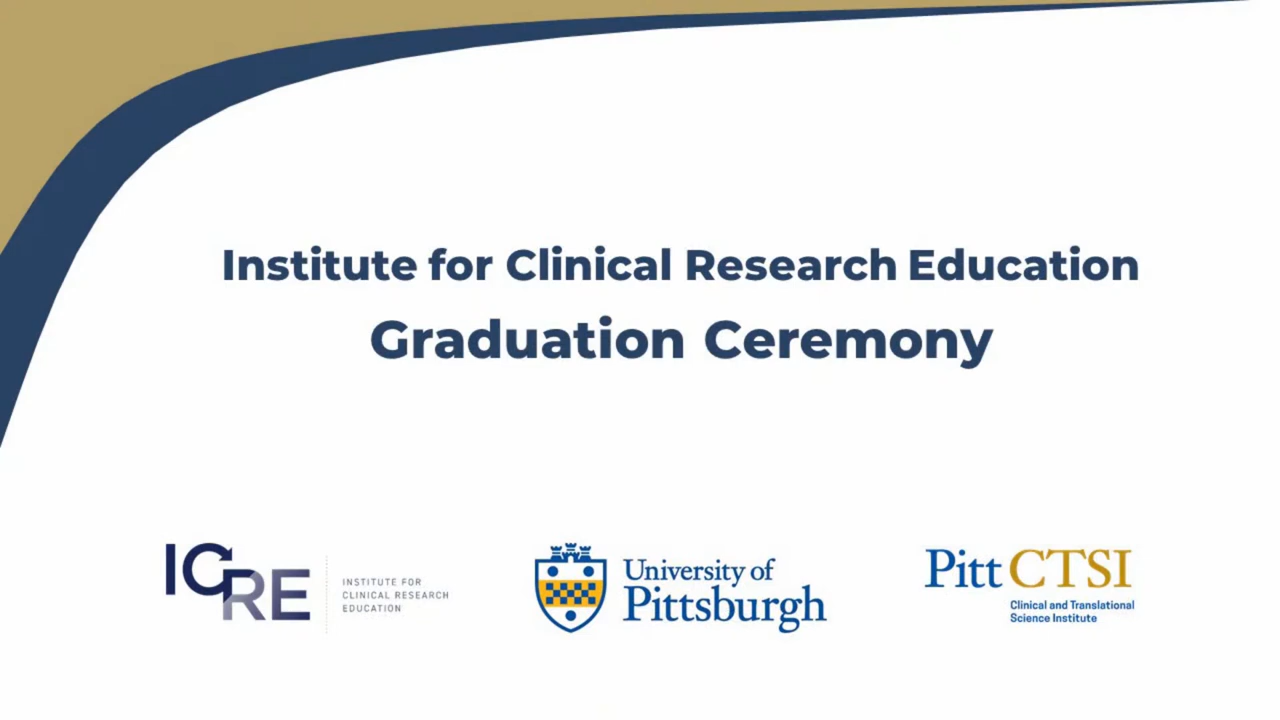 Institute for Clinical Research Education
Graduation Ceremony
ICRE
INSTITUTE FOR
CLINICAL RESEARCH
EDUCATION
University of
Pittsburgh
Pitt CTSI
Clinical and Translational
Science Institute